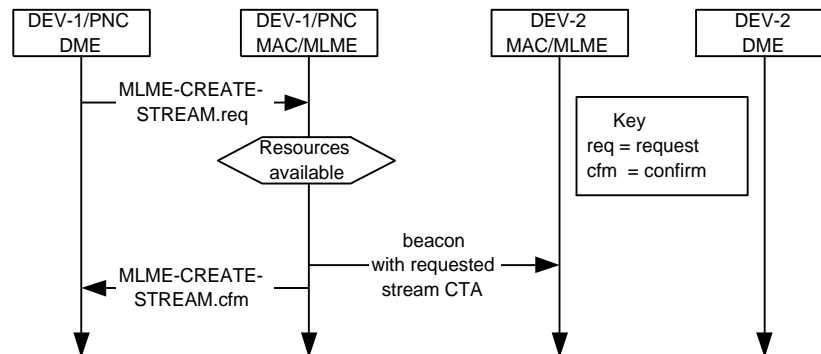 DEV-1/PNC
DME
DEV-1/PNC
MAC/MLME
DEV-2
MAC/MLME
DEV-2
DME
MLME-CREATE-
STREAM.req
Key
req = request
cfm = confirm
Resources
available
beacon
with requested
stream CTA
MLME-CREATE-
STREAM.cfm